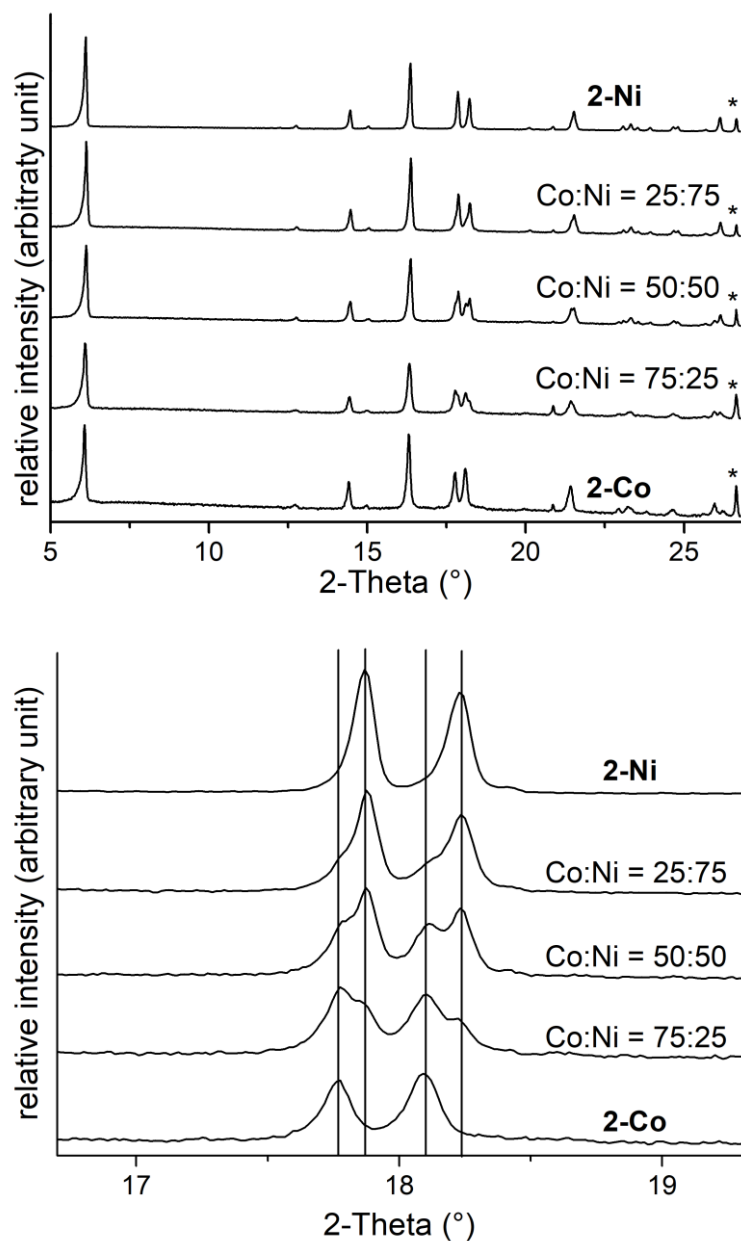 relative intensity (arbitraty unit)
2-Ni
*
Co:Ni = 25:75
*
Co:Ni = 50:50
*
Co:Ni = 75:25
*
2-Co
*
5 10 15 20 25
2-Theta (°)
relative intensity (arbitrary unit)
2-Ni
Co:Ni = 25:75
Co:Ni = 50:50
Co:Ni = 75:25
2-Co
17 18 19
2-Theta (°)